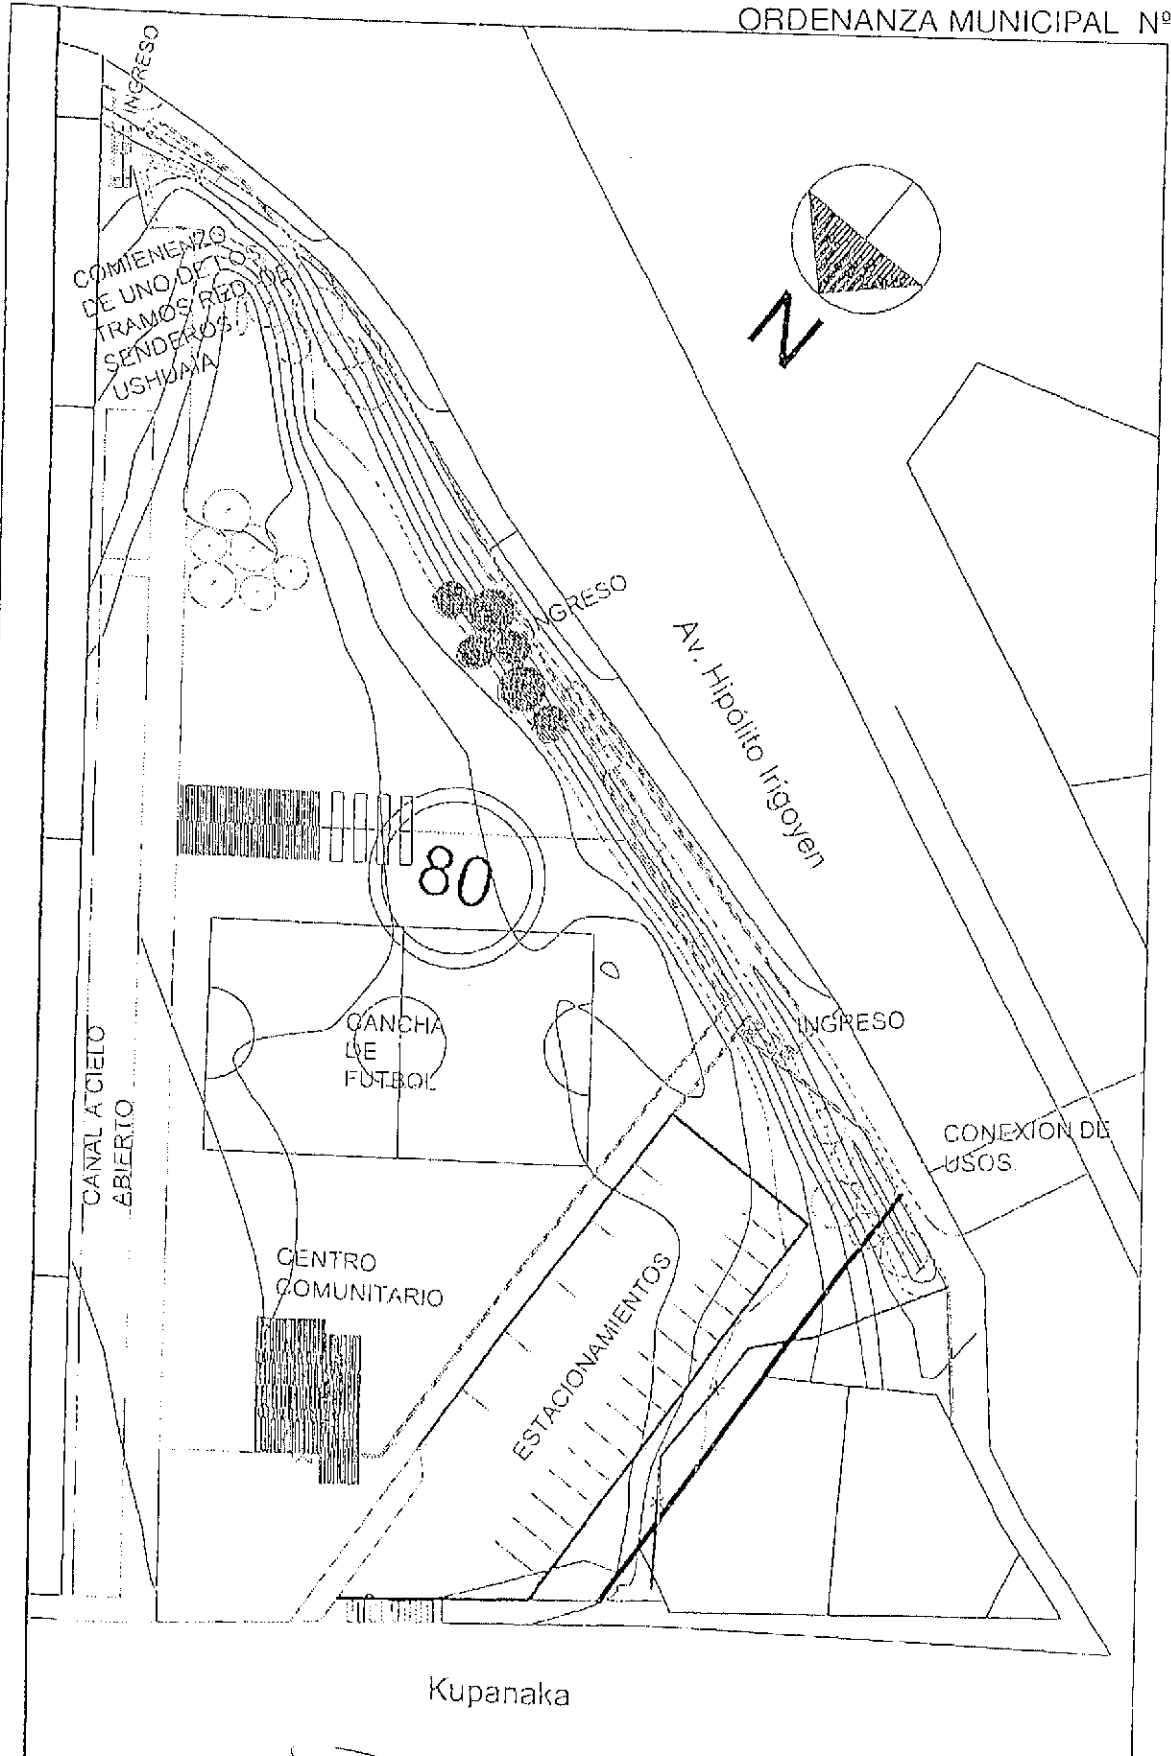 ORDENANZA MUNICIPAL Nº
INGRESO
COMIENENZO
DE UNO DE LOS
TRAMOS RED DE
SENDEROS
USHUAIA
N
INGRESO
Av. Hipólito Irigoyen
80
CANCHA
DE
FUTBOL
INGRESO
CANAL A CIELO
ABIERTO
CONEXION DE
USOS
CENTRO
COMUNITARIO
ESTACIONAMIENTOS
Kupanaka